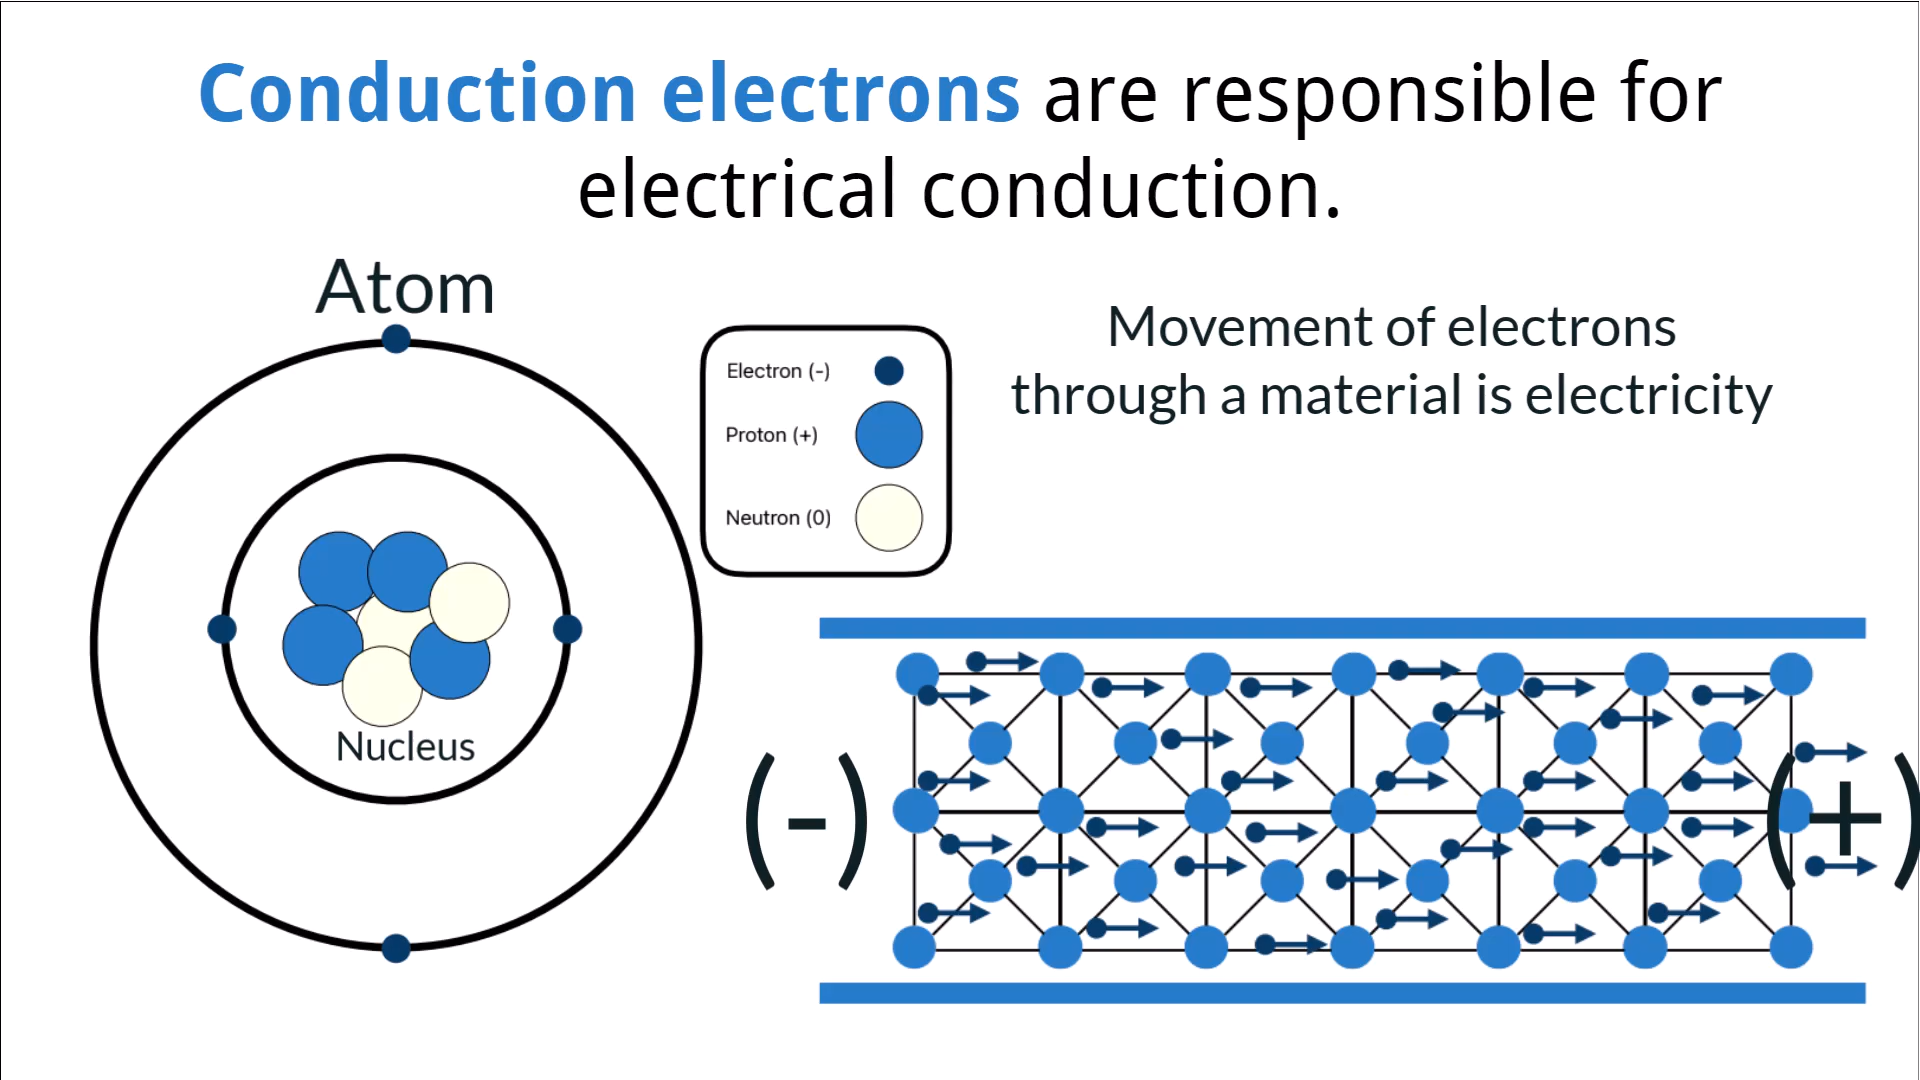 Conduction electrons are responsible for
electrical conduction.
Atom
Nucleus
Electron (-)
Proton (+)
Neutron (0)
Movement of electrons
through a material is electricity
(-)
(+)